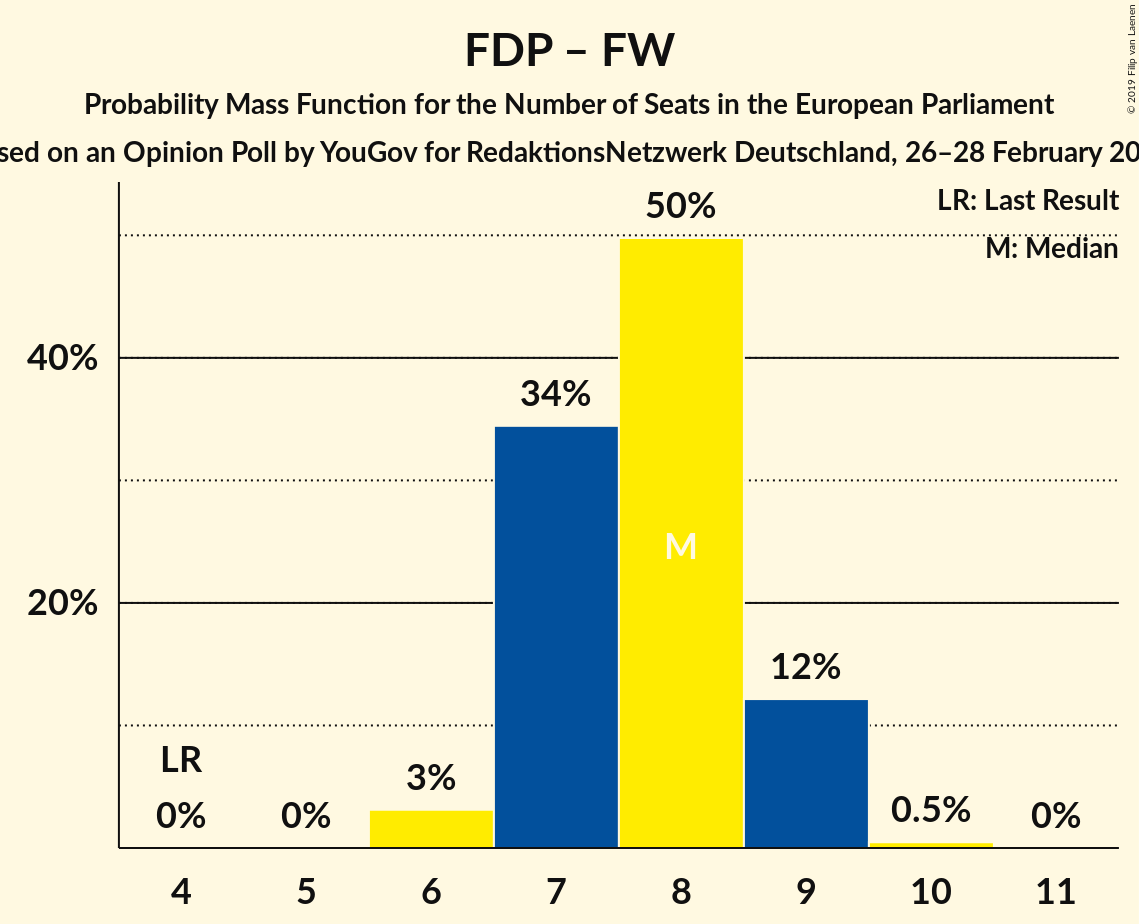 FDP – FW
Probability Mass Function for the Number of Seats in the European Parliament
on an Opinion Poll by YouGov for RedaktionsNetzwerk Deutschland, 26–28 February
© 2019 Filip van Laenen
LR: Last Result
M: Median
50%
40%
34%
M
20%
12%
LR
3%
0%
0%
0.5%
0%
4 5 6 7 8 9 10 11